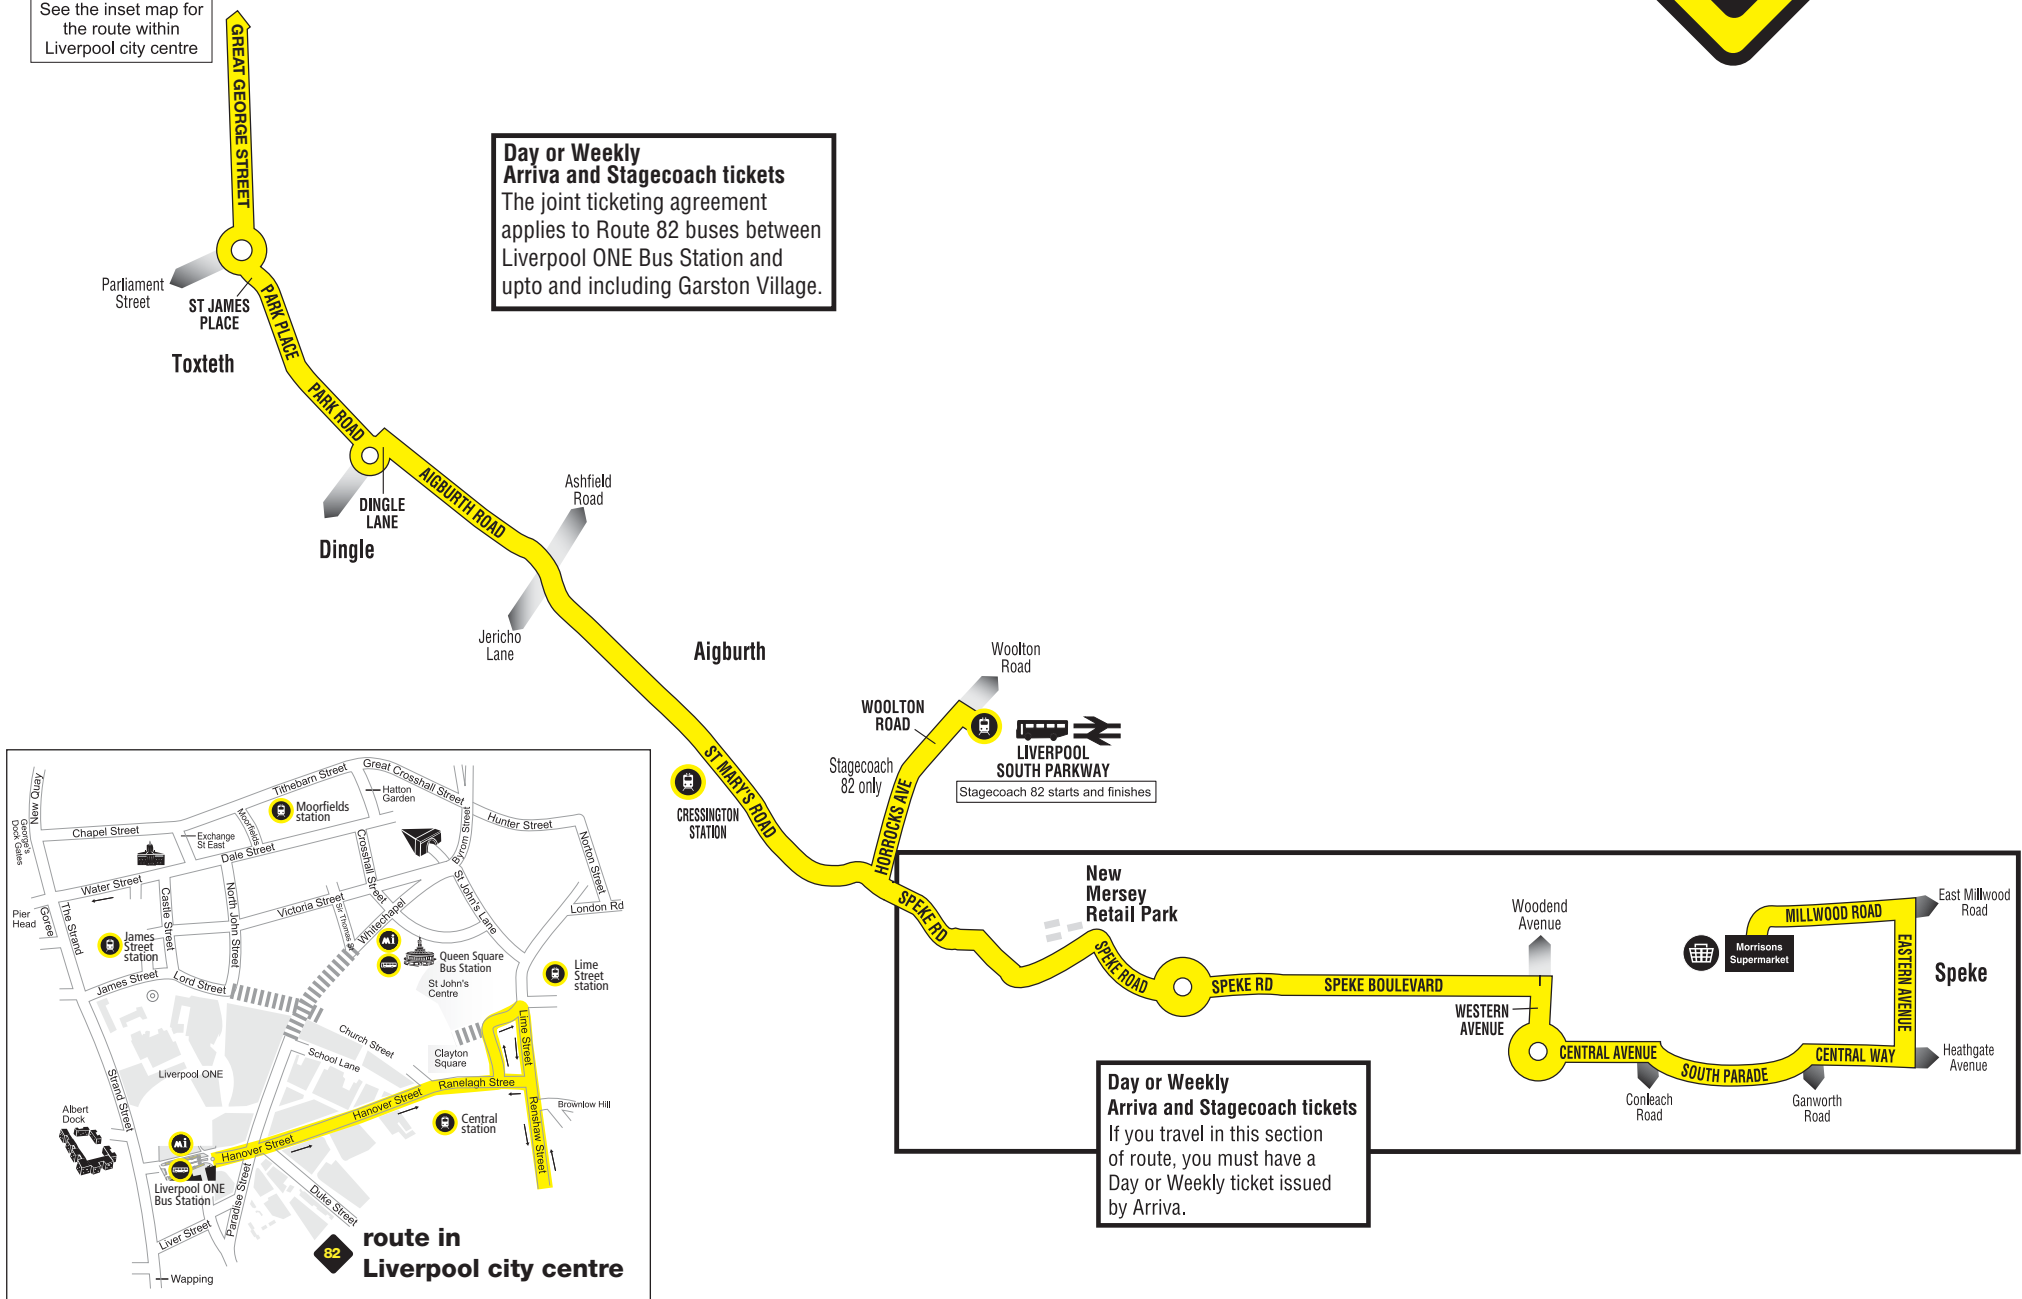 See the inset map for
the route within
Liverpool city centre
GREAT GEORGE STREET
Day or Weekly
Arriva and Stagecoach tickets
The joint ticketing agreement
applies to Route 82 buses between
Liverpool ONE Bus Station and
upto and including Garston Village.
Parliament
Street
ST JAMES
PLACE
PARK PLACE
Toxteth
PARK ROAD
DINGLE
LANE
Dingle
AIGBURTH ROAD
Ashfield
Road
Jericho
Lane
Aigburth
ST MARY'S ROAD
CRESSINGTON
STATION
Woolton
Road
WOOLTON
ROAD
Stagecoach
82 only
HORROCKS AVE
LIVERPOOL
SOUTH PARKWAY
Stagecoach 82 starts and finishes
SPEKE RD
New
Mersey
Retail Park
SPEKE ROAD
SPEKE RD
SPEKE BOULEVARD
Woodend
Avenue
WESTERN
AVENUE
CENTRAL AVENUE
Conleach
Road
SOUTH PARADE
Ganworth
Road
CENTRAL WAY
Heathgate
Avenue
EASTERN AVENUE
Speke
East Millwood
Road
MILLWOOD ROAD
Morrisons
Supermarket
Day or Weekly
Arriva and Stagecoach tickets
If you travel in this section
of route, you must have a
Day or Weekly ticket issued
by Arriva.
New Quay
George's
Dock Gates
Tithebarn Street
Great Crosshall Street
Hatton
Garden
Moorfields
station
Moorfields
Chapel Street
Exchange
St East
Dale Street
Crosshall Street
Byrom Street
Hunter Street
Norton Street
London Rd
Water Street
Castle Street
North John Street
Victoria Street
Sir Thomas St
Whitechapel
St John's Lane
Pier
Head
Goree
The Strand
James
Street
station
James Street
Lord Street
Queen Square
Bus Station
St John's
Centre
Lime
Street
station
Lime Street
Church Street
School Lane
Clayton
Square
Liverpool ONE
Strand Street
Ranelagh Stree
Hanover Street
Central
station
Brownlow Hill
Renshaw Street
Albert
Dock
Hanover Street
Liverpool ONE
Bus Station
Paradise Street
Duke Street
Liver Street
Wapping
82
route in
Liverpool city centre